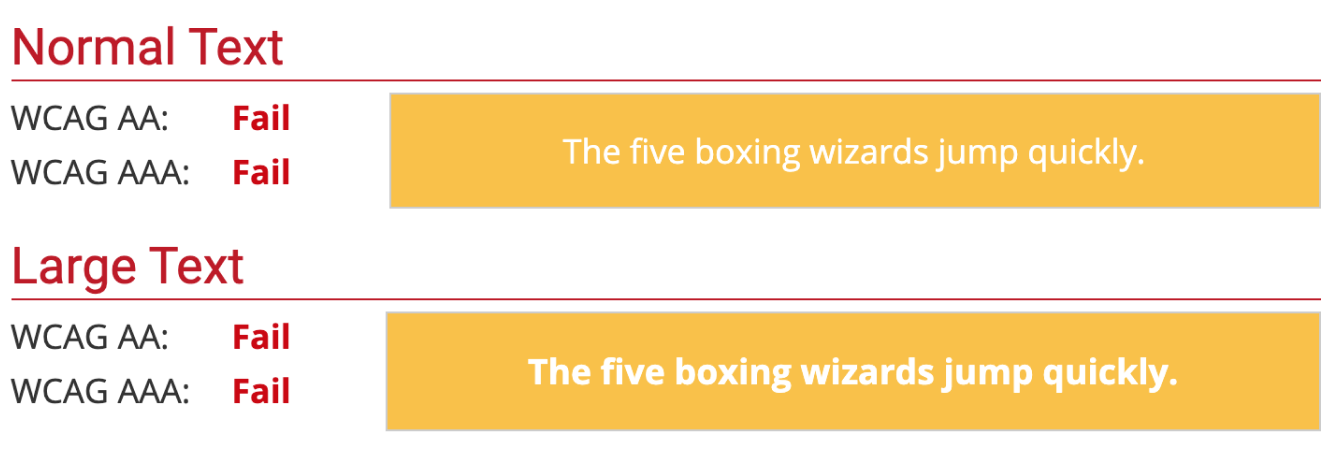 Normal Text
WCAG AA: Fail
WCAG AAA: Fail
The five boxing wizards jump quickly.
Large Text
WCAG AA: Fail
WCAG AAA: Fail
The five boxing wizards jump quickly.